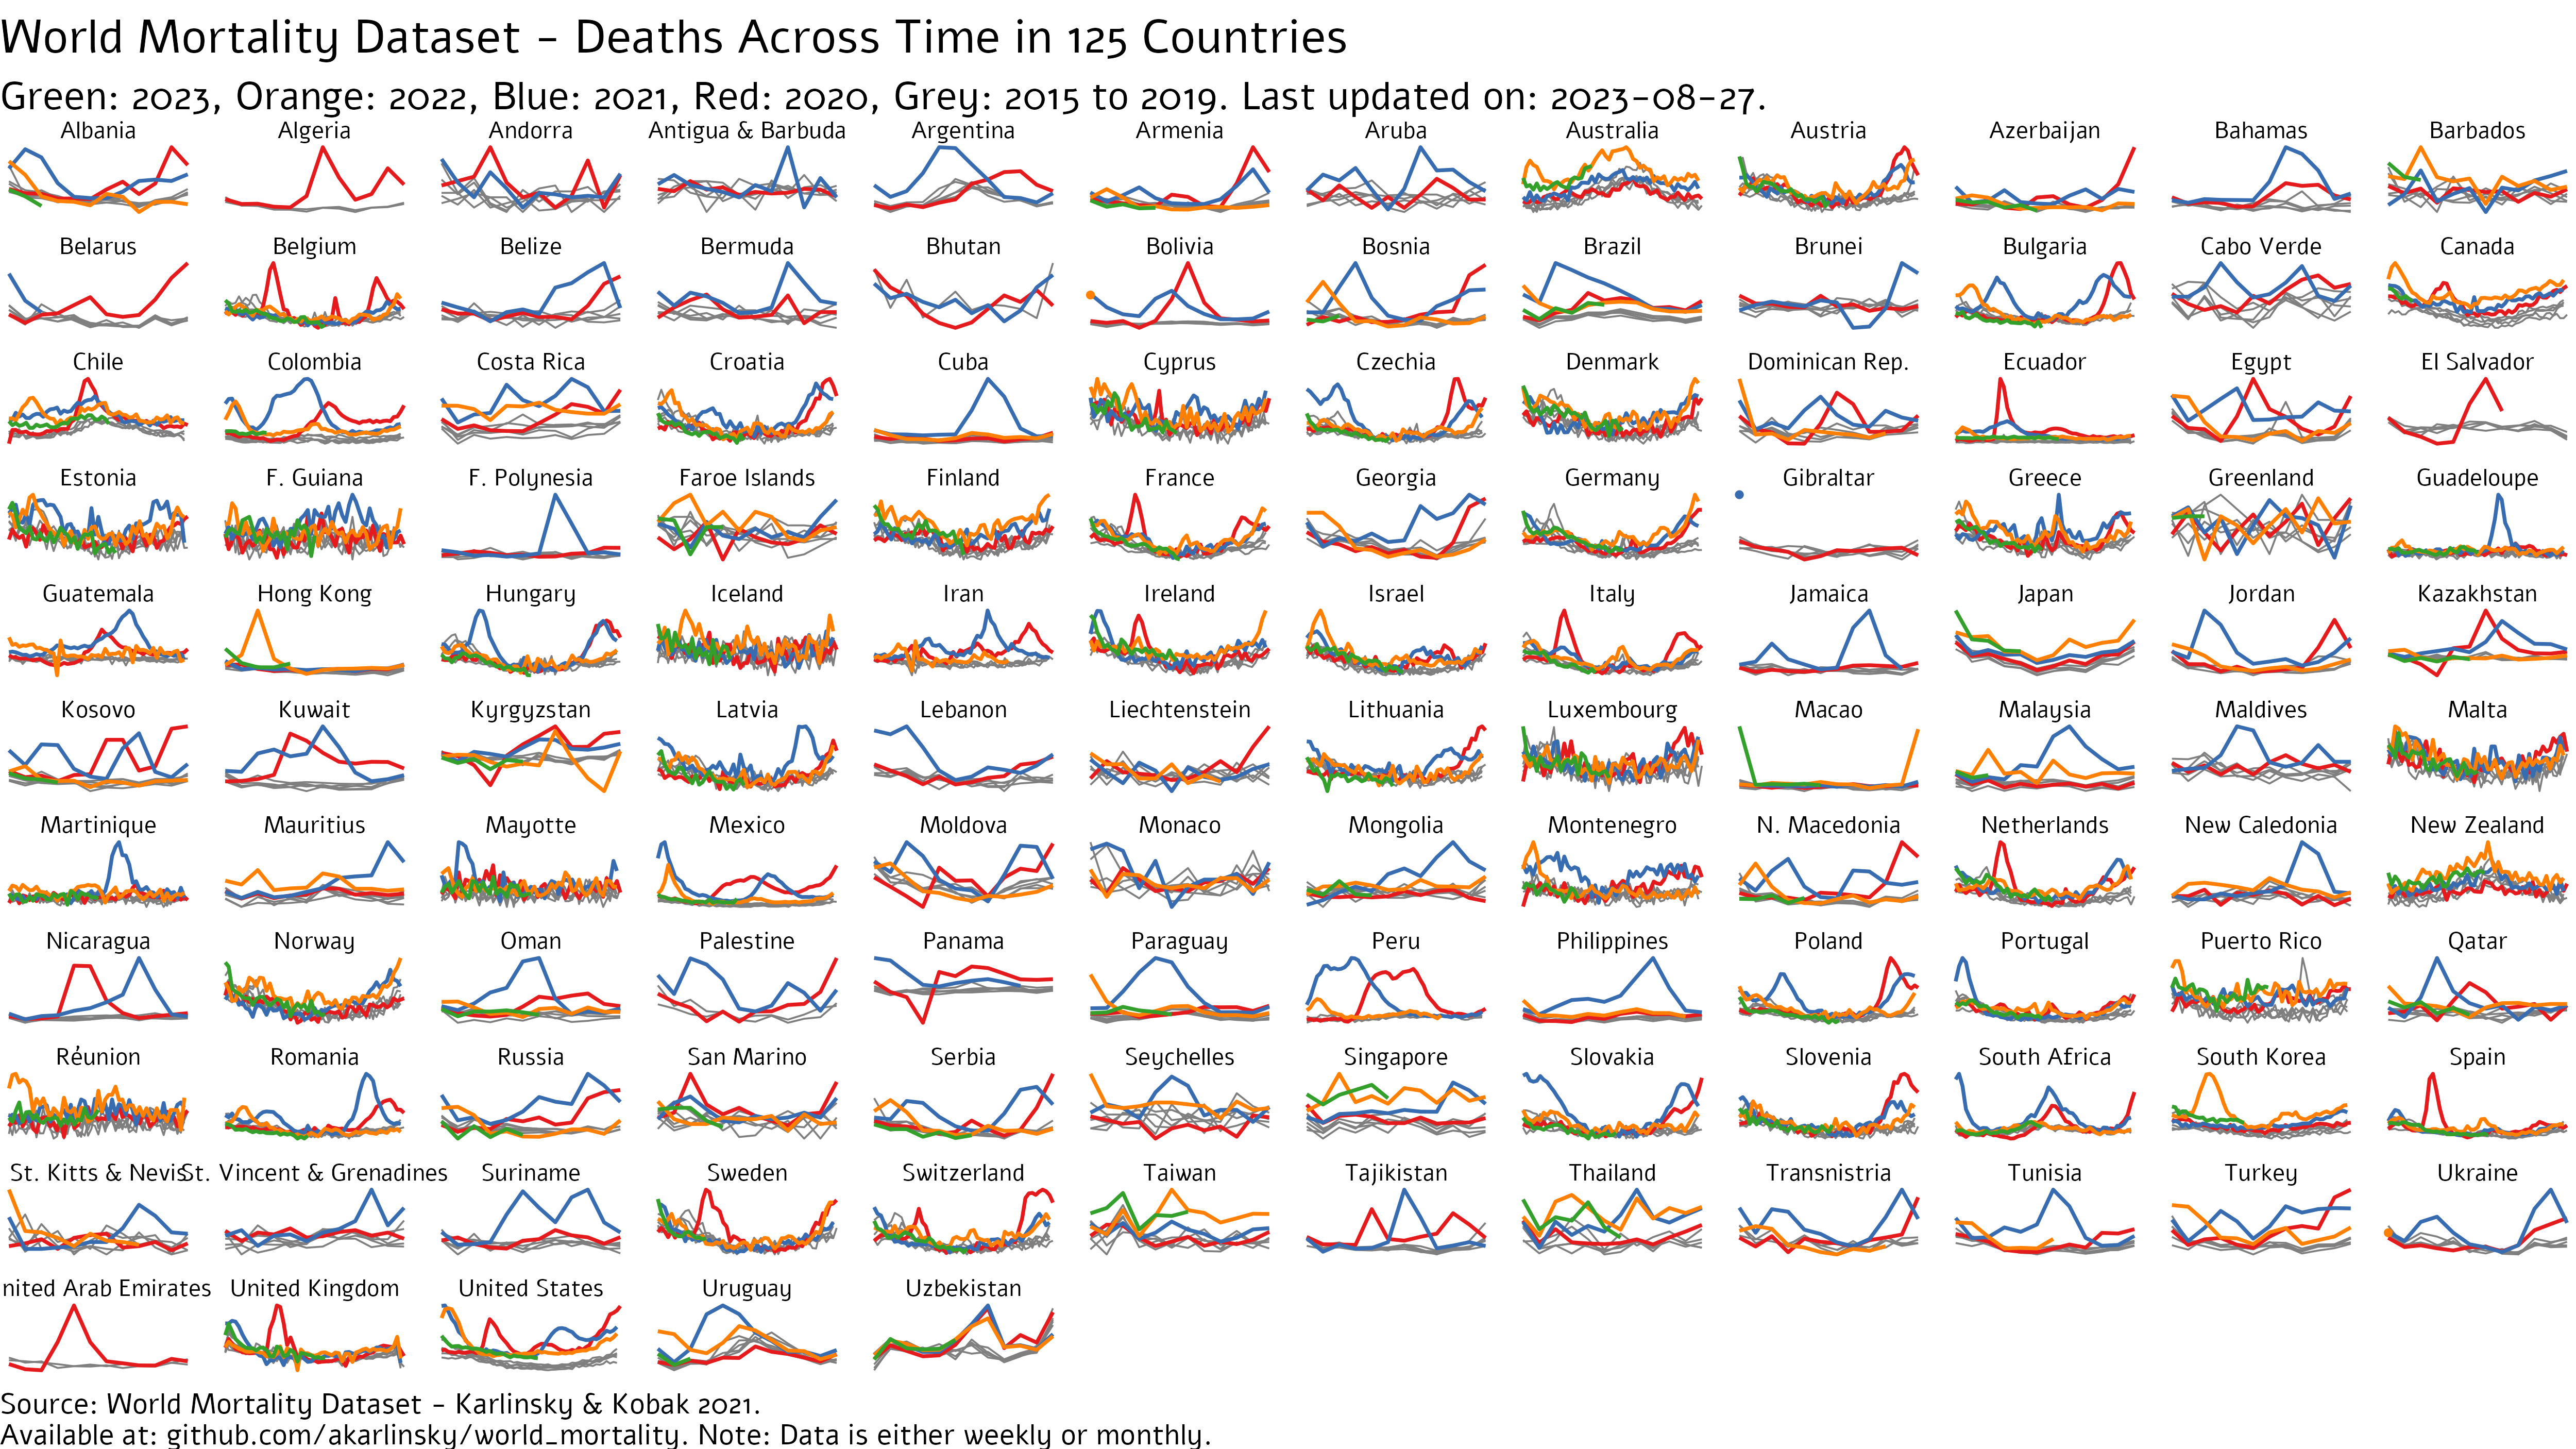 World Mortality Dataset - Deaths Across Time in 125 Countries
Green: 2023, Orange: 2022, Blue: 2021, Red: 2020, Grey: 2015 to 2019. Last updated on: 2023-08-27.
Albania Algeria Andorra Antigua & Barbuda Argentina Armenia Aruba Australia Austria Azerbaijan Bahamas Barbados
Belarus Belgium Belize Bermuda Bhutan Bolivia Bosnia Brazil Brunei Bulgaria Cabo Verde Canada
Chile Colombia Costa Rica Croatia Cuba Cyprus Czechia Denmark Dominican Rep. Ecuador Egypt El Salvador
Estonia F. Guiana F. Polynesia Faroe Islands Finland France Georgia Germany Gibraltar Greece Greenland Guadeloupe
Guatemala Hong Kong Hungary Iceland Iran Ireland Israel Italy Jamaica Japan Jordan Kazakhstan
Kosovo Kuwait Kyrgyzstan Latvia Lebanon Liechtenstein Lithuania Luxembourg Macao Malaysia Maldives Malta
Martinique Mauritius Mayotte Mexico Moldova Monaco Mongolia Montenegro N. Macedonia Netherlands New Caledonia New Zealand
Nicaragua Norway Oman Palestine Panama Paraguay Peru Philippines Poland Portugal Puerto Rico Qatar
Réunion Romania Russia San Marino Serbia Seychelles Singapore Slovakia Slovenia South Africa South Korea Spain
St. Kitts & Nevis St. Vincent & Grenadines Suriname Sweden Switzerland Taiwan Tajikistan Thailand Transnistria Tunisia Turkey Ukraine
nited Arab Emirates United Kingdom United States Uruguay Uzbekistan
Source: World Mortality Dataset - Karlinsky & Kobak 2021.
Available at: github.com/akarlinsky/world_mortality. Note: Data is either weekly or monthly.